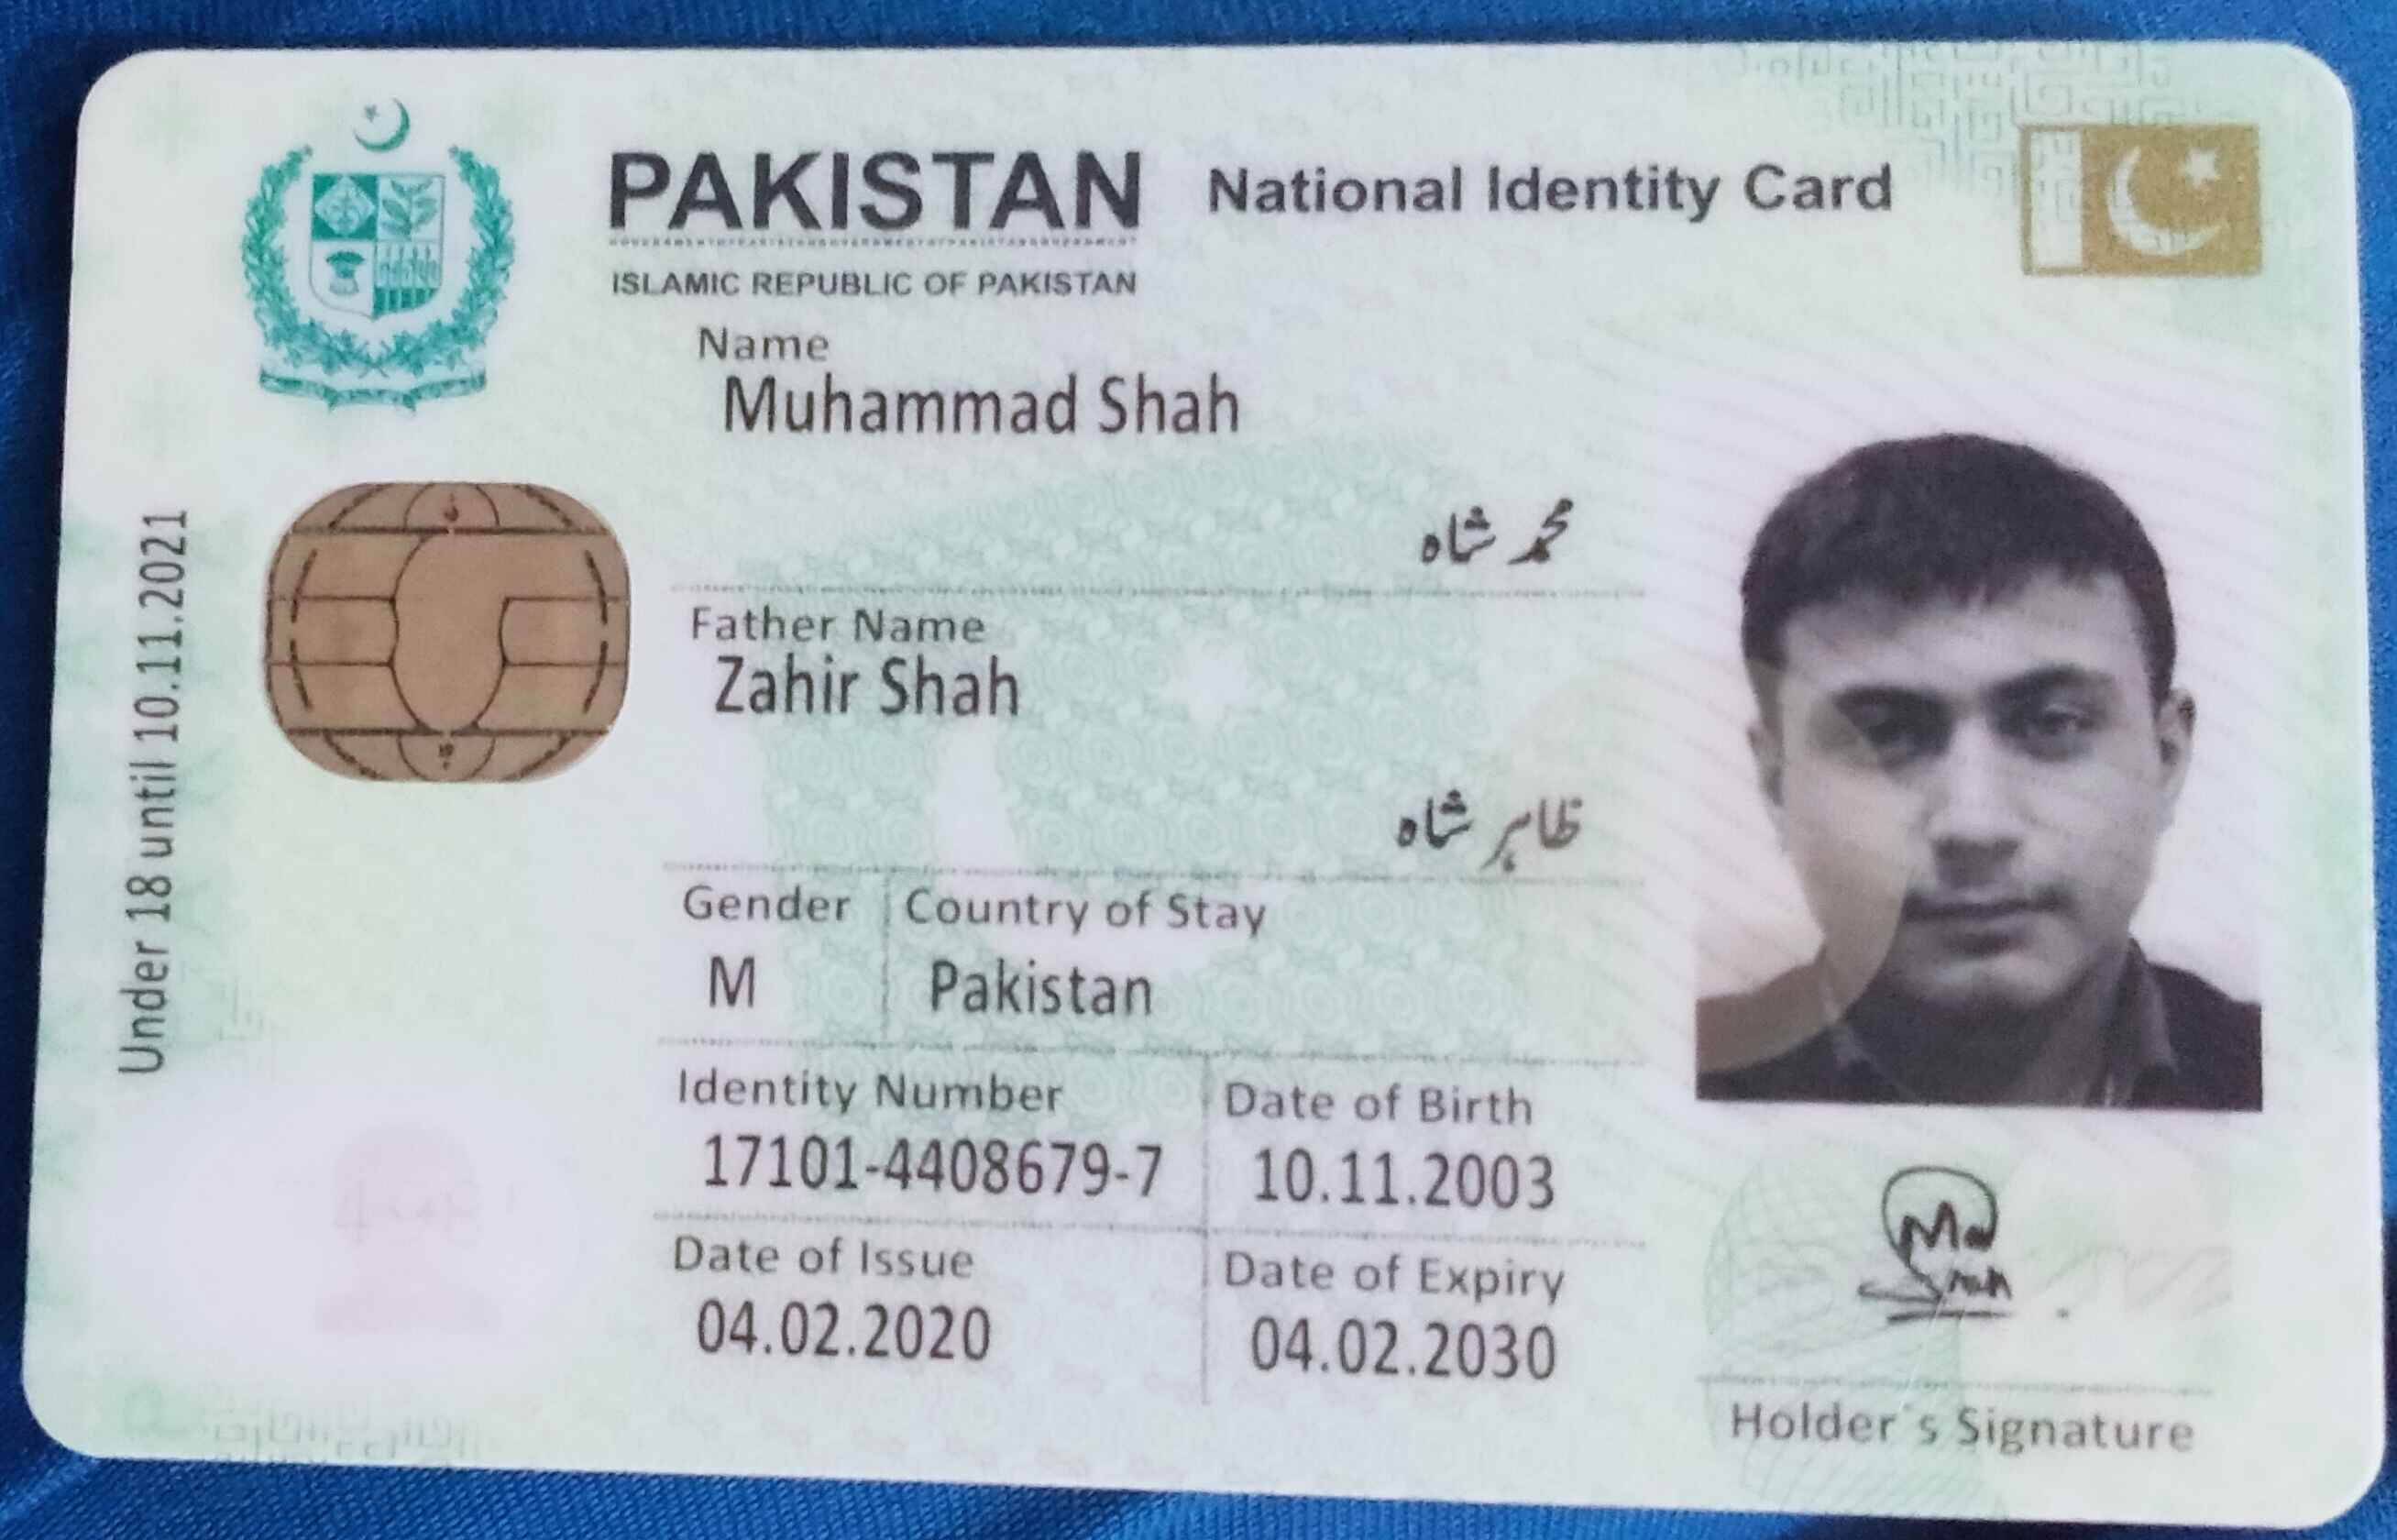 PAKISTAN National Identity Card
ISLAMIC REPUBLIC OF PAKISTAN
Name
Muhammad Shah
محمد شاہ
Father Name
Zahir Shah
ظاہر شاہ
Gender Country of Stay
M Pakistan
Identity Number Date of Birth
17101-4408679-7 10.11.2003
Date of Issue Date of Expiry
04.02.2020 04.02.2030
Holder's Signature
Under 18 until 10.11.2021